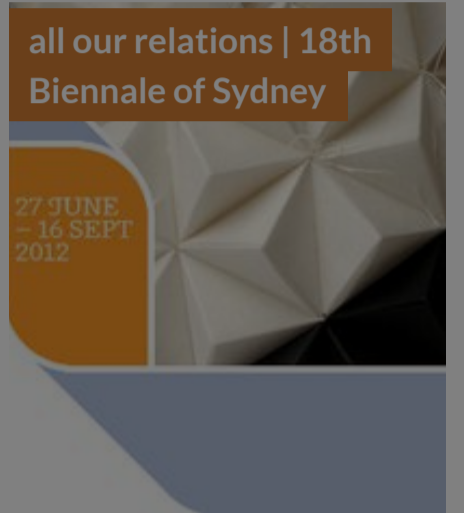 all our relations | 18th
Biennale of Sydney
27 JUNE
– 16 SEPT
2012